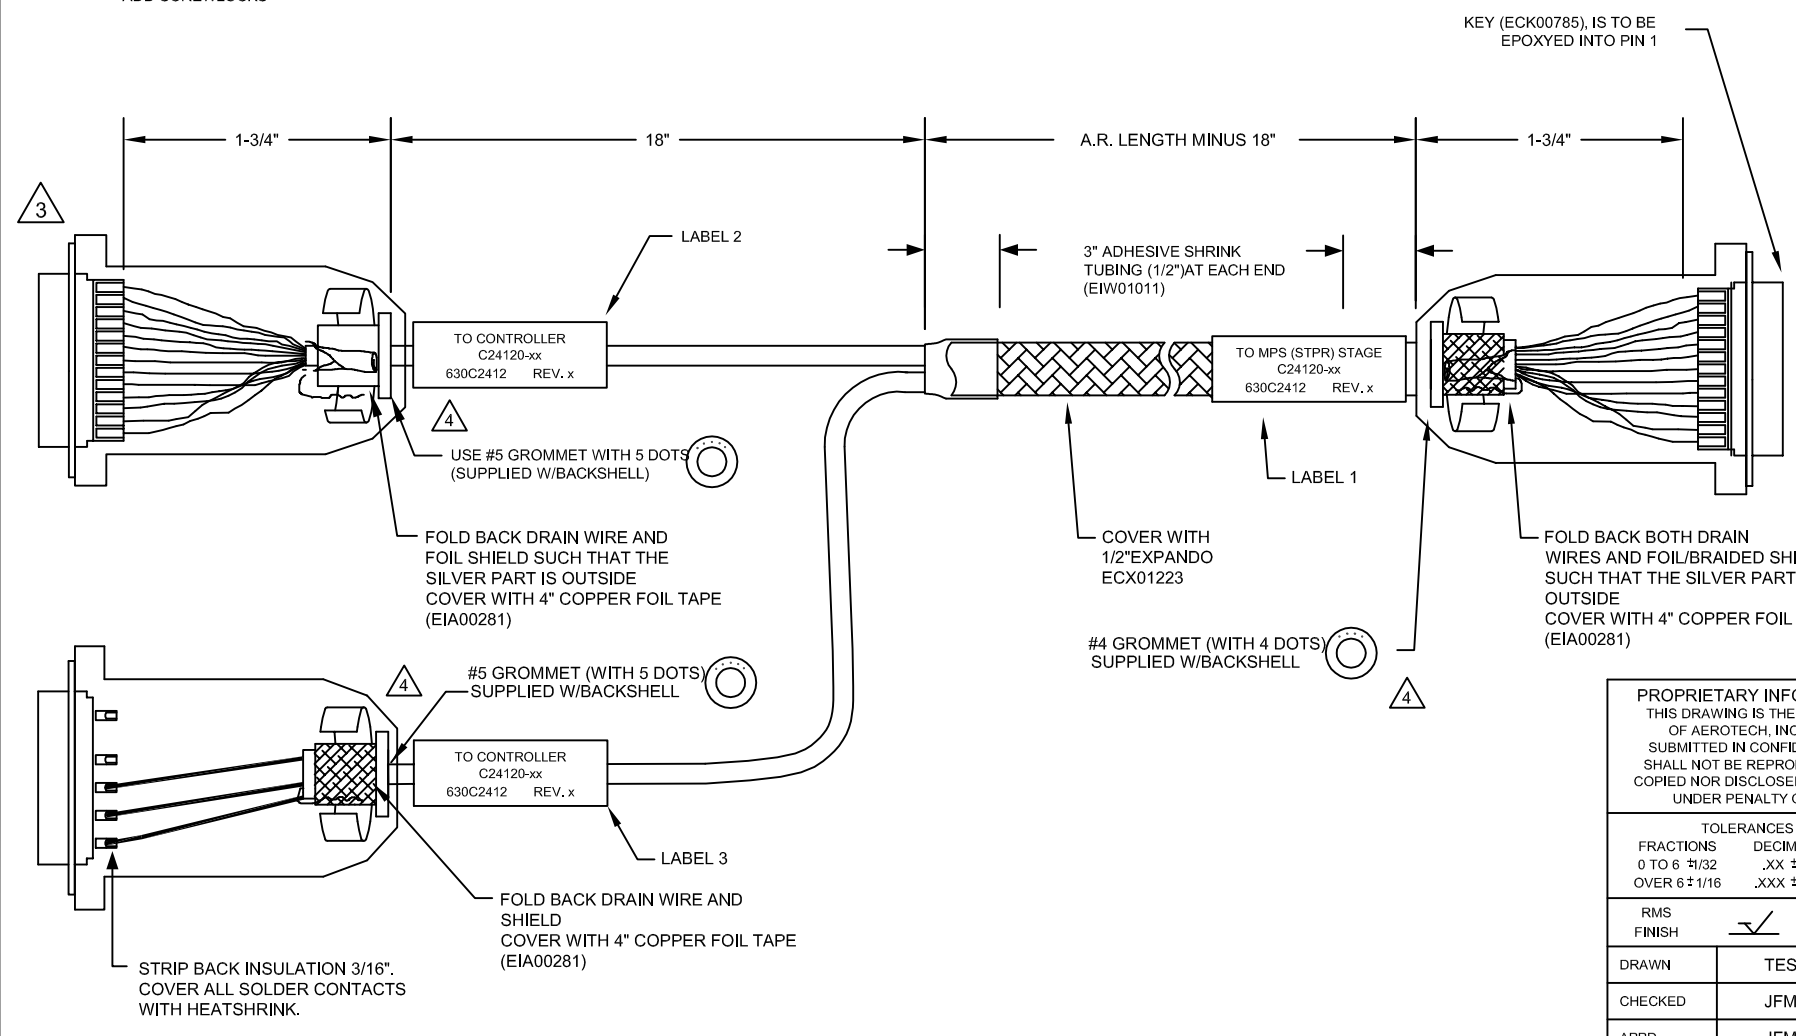 KEY (ECK00785), IS TO BE
EPOXYED INTO PIN 1
1-3/4"
18"
A.R. LENGTH MINUS 18"
1-3/4"
3
LABEL 2
3" ADHESIVE SHRINK
TUBING (1/2")AT EACH END
(EIW01011)
TO CONTROLLER
C24120-xx
630C2412 REV. x
TO MPS (STPR) STAGE
C24120-xx
630C2412 REV. x
4
USE #5 GROMMET WITH 5 DOTS
(SUPPLIED W/BACKSHELL)
LABEL 1
FOLD BACK DRAIN WIRE AND
FOIL SHIELD SUCH THAT THE
SILVER PART IS OUTSIDE
COVER WITH 4" COPPER FOIL TAPE
(EIA00281)
COVER WITH
1/2"EXPANDO
ECX01223
FOLD BACK BOTH DRAIN
WIRES AND FOIL/BRAIDED SHI
SUCH THAT THE SILVER PART
OUTSIDE
COVER WITH 4" COPPER FOIL
(EIA00281)
#4 GROMMET (WITH 4 DOTS)
SUPPLIED W/BACKSHELL
4
4
#5 GROMMET (WITH 5 DOTS)
SUPPLIED W/BACKSHELL
TO CONTROLLER
C24120-xx
630C2412 REV. x
LABEL 3
FOLD BACK DRAIN WIRE AND
SHIELD
COVER WITH 4" COPPER FOIL TAPE
(EIA00281)
STRIP BACK INSULATION 3/16".
COVER ALL SOLDER CONTACTS
WITH HEATSHRINK.
PROPRIETARY INFO
THIS DRAWING IS THE
OF AEROTECH, INC
SUBMITTED IN CONFID
SHALL NOT BE REPRO
COPIED NOR DISCLOSE
UNDER PENALTY O
TOLERANCES
FRACTIONS DECIM
0 TO 6 ±1/32 .XX ±
OVER 6 ± 1/16 .XXX ±
RMS
FINISH
DRAWN TES
CHECKED JFM